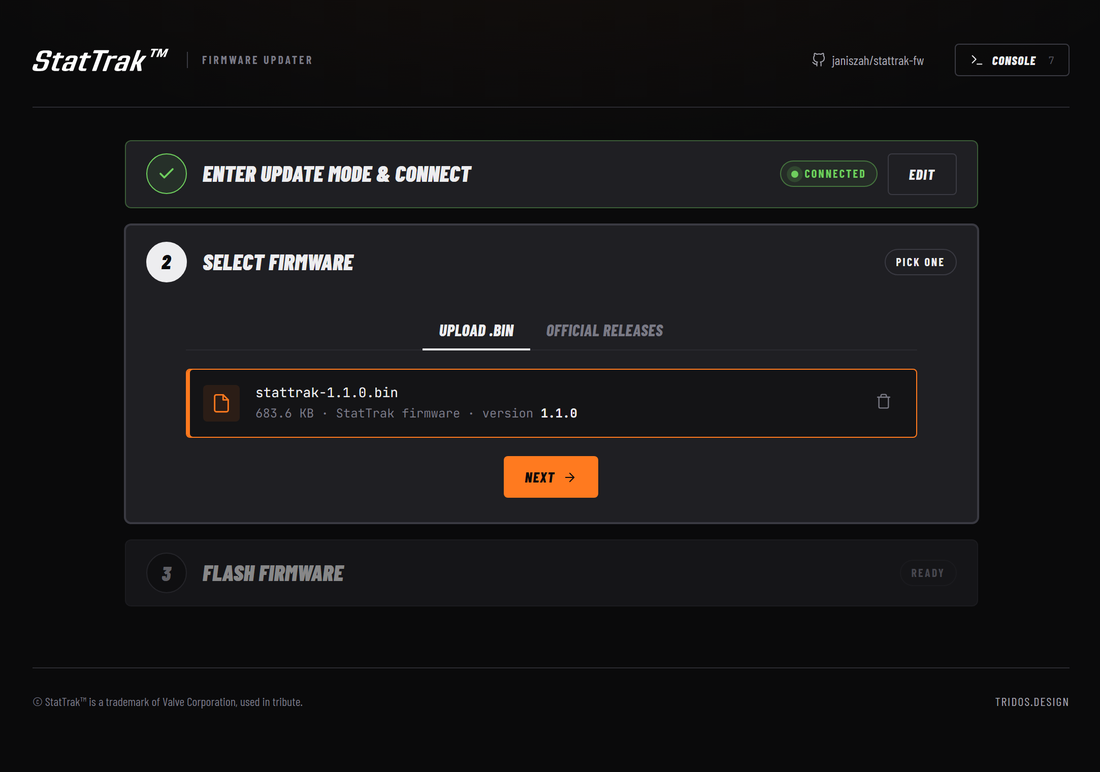 StatTrak™
FIRMWARE UPDATER
janiszah/stattrak-fw
CONSOLE 7
ENTER UPDATE MODE & CONNECT
CONNECTED
EDIT
2
SELECT FIRMWARE
PICK ONE
UPLOAD .BIN
OFFICIAL RELEASES
stattrak-1.1.0.bin
683.6 KB · StatTrak firmware · version 1.1.0
NEXT →
3
FLASH FIRMWARE
READY
© StatTrak™ is a trademark of Valve Corporation, used in tribute.
TRIDOS.DESIGN